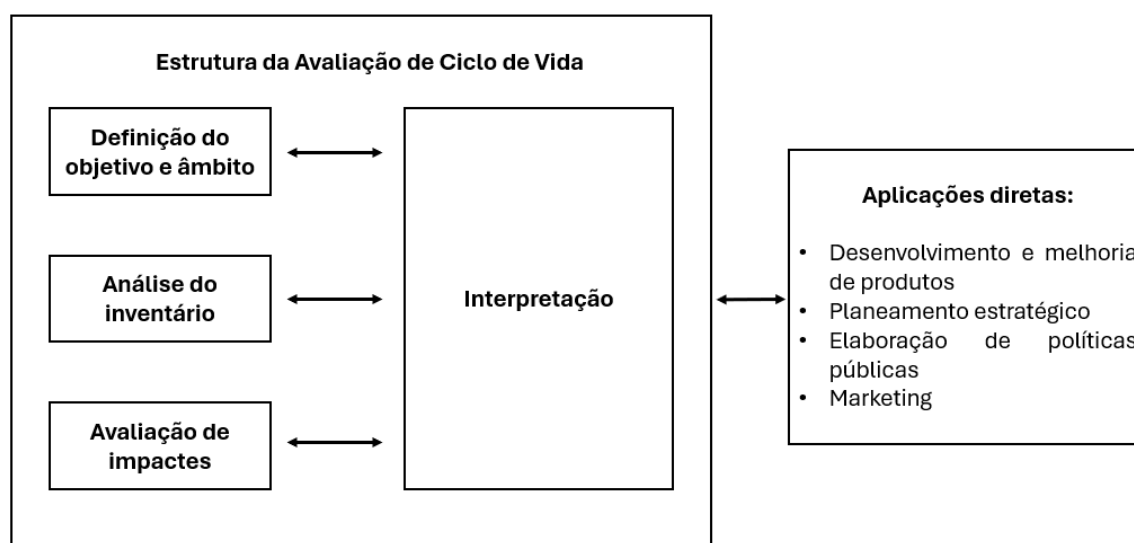 Estrutura da Avaliação de Ciclo de Vida
Definição do
objetivo e âmbito
Análise do
inventário
Avaliação de
impactes
Interpretação
Aplicações diretas:
• Desenvolvimento e melhoria
de produtos
• Planeamento estratégico
• Elaboração de políticas
públicas
• Marketing